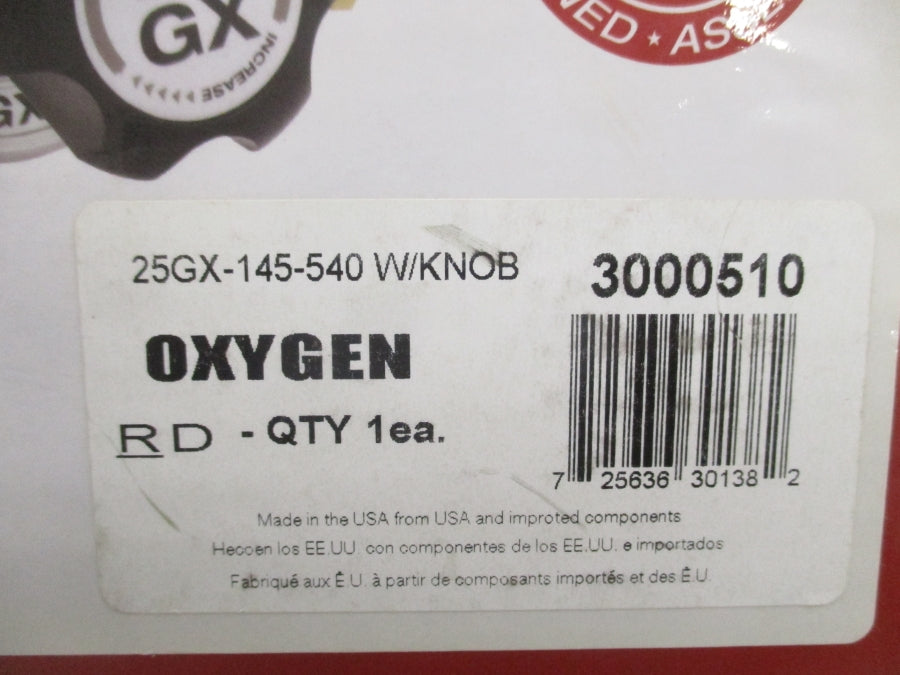 GX
INCREASE
GX
NED ★ AS
25GX-145-540 W/KNOB
3000510
OXYGEN
RD - QTY 1ea.
7 25636 30138 2
Made in the USA from USA and improted components
Hecoen los EE.UU. con componentes de los EE.UU. e importados
Fabriqué aux É.U. à partir de composants importés et des É.U.